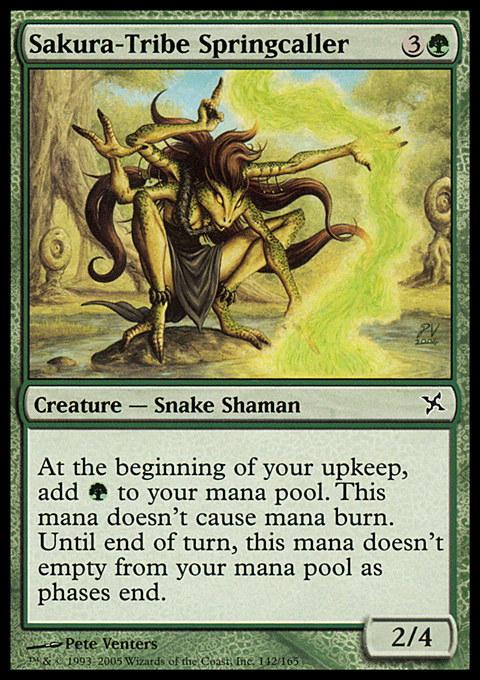 Sakura-Tribe Springcaller 3
PV
2004
Creature — Snake Shaman
At the beginning of your upkeep,
add to your mana pool. This
mana doesn't cause mana burn.
Until end of turn, this mana doesn't
empty from your mana pool as
phases end.
Pete Venters
2/4
™ & © 1993–2005 Wizards of the Coast, Inc. 142/165